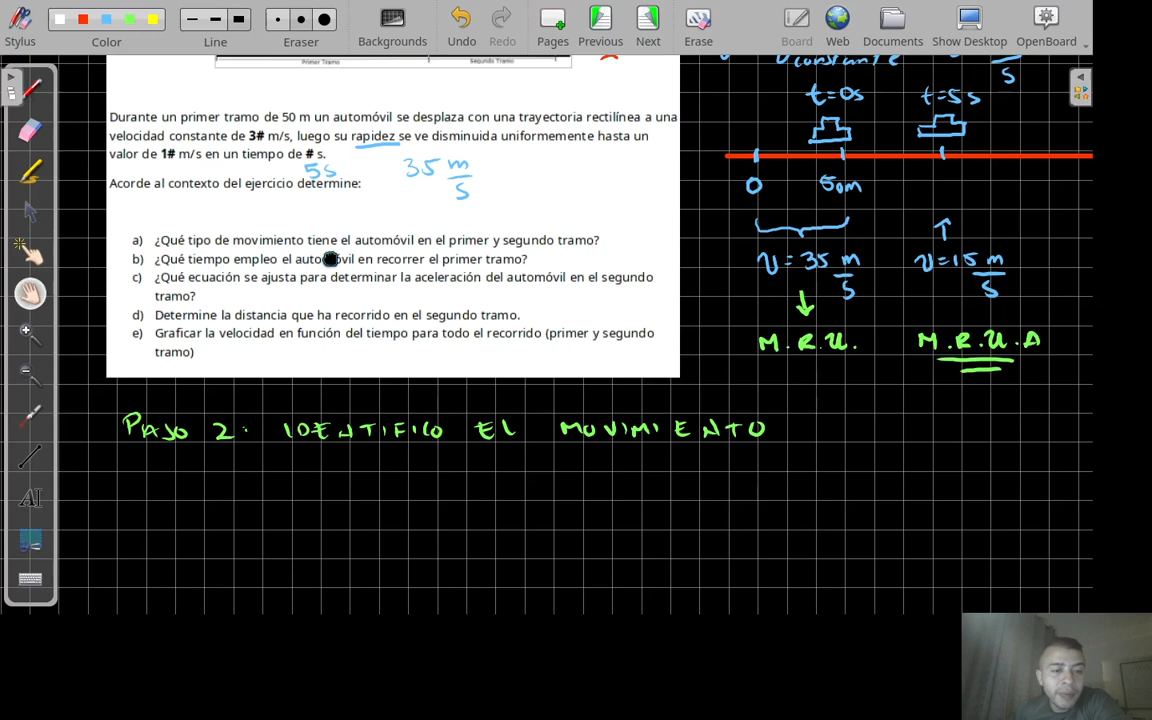 Stylus Color Line Eraser Backgrounds Undo Redo Pages Previous Next Erase Board Web Documents Show Desktop OpenBoard
Primer Tramo Segundo Tramo
Durante un primer tramo de 50 m un automóvil se desplaza con una trayectoria rectilínea a una
velocidad constante de 3# m/s, luego su rapidez se ve disminuida uniformemente hasta un
valor de 1# m/s en un tiempo de # s.
5s 35 m/s
Acorde al contexto del ejercicio determine:
a) ¿Qué tipo de movimiento tiene el automóvil en el primer y segundo tramo?
b) ¿Qué tiempo empleo el automóvil en recorrer el primer tramo?
c) ¿Qué ecuación se ajusta para determinar la aceleración del automóvil en el segundo
tramo?
d) Determine la distancia que ha recorrido en el segundo tramo.
e) Graficar la velocidad en función del tiempo para todo el recorrido (primer y segundo
tramo)
constante m/s
t=0s t=5s
0 50m
v=35 m/s v=15 m/s
M.R.U. M.R.U.A
PASO 2: IDENTIFICO EL MOVIMIENTO
AI